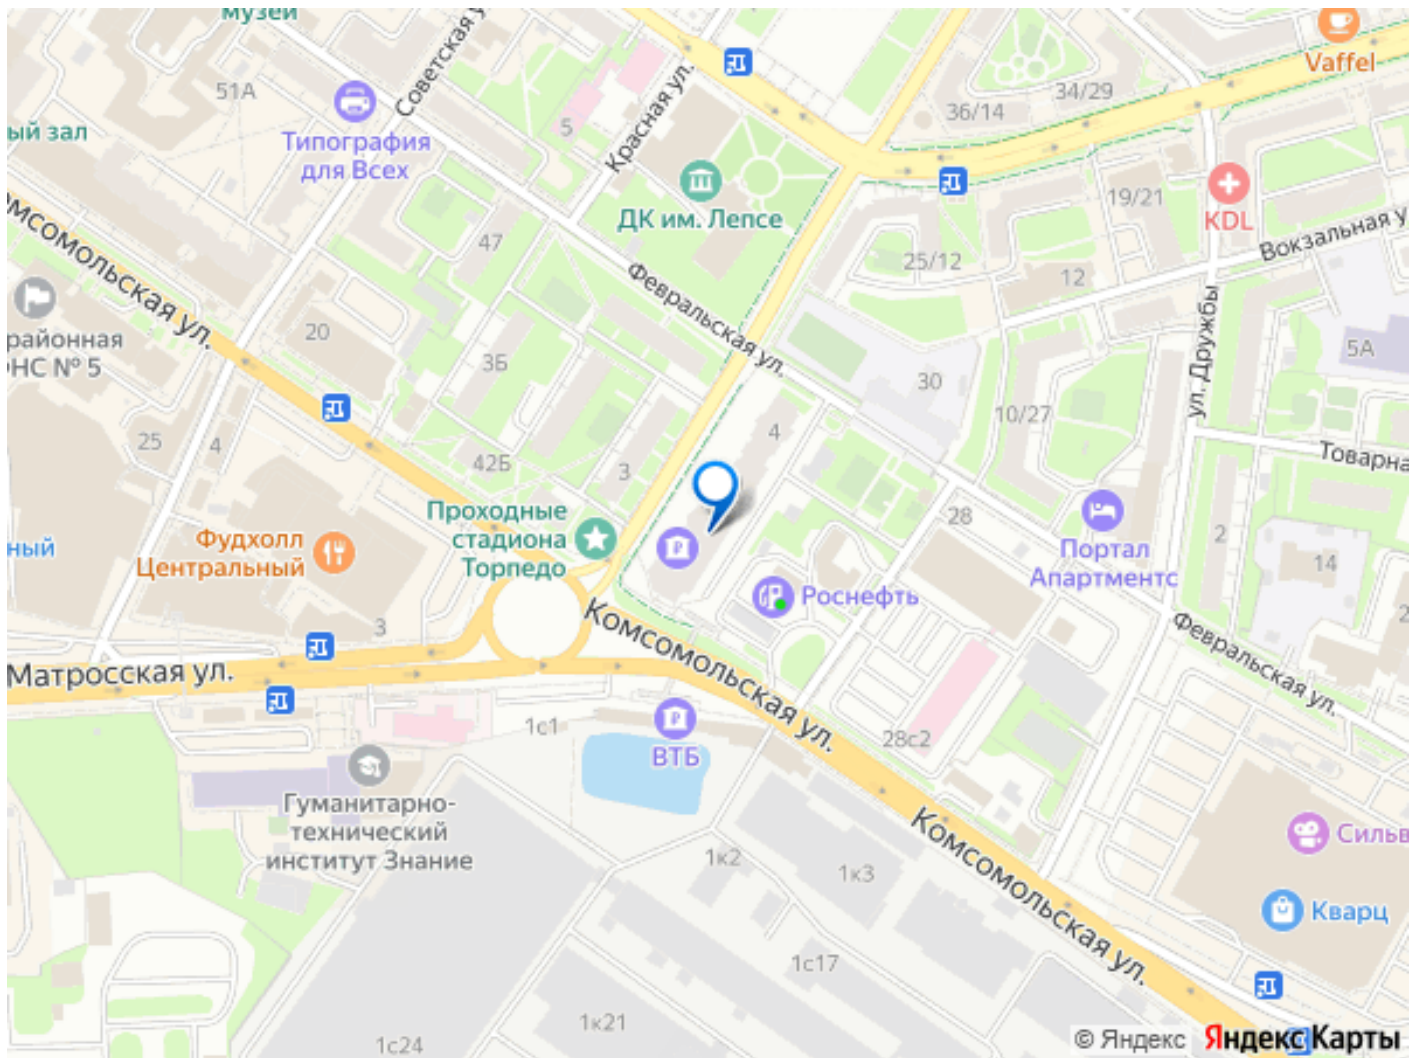 музей
Советская у
51А
Типография
для Всех
ый зал
5
Красная ул.
ДК им. Лепсе
36/14
34/29
Vaffel
19/21
KDL
Вокзальная у
25/12
12
47
Февральская ул.
мсомольская ул.
районная
НС № 5
20
3Б
30
5А
ул. Дружбы
10/27
Товарна
4
25
4
42Б
3
Проходные
стадиона
Торпедо
Фудхолл
Центральный
ный
28
Портал
Апартментс
2
14
2
Роснефть
Февральская ул.
3
Комсомольская ул.
Матросская ул.
1с1
ВТБ
28с2
Гуманитарно-
технический
институт Знание
Комсомольская ул.
Сильв
Кварц
1к2
1к3
1с17
1к21
1с24
© Яндекс Яндекс Карты